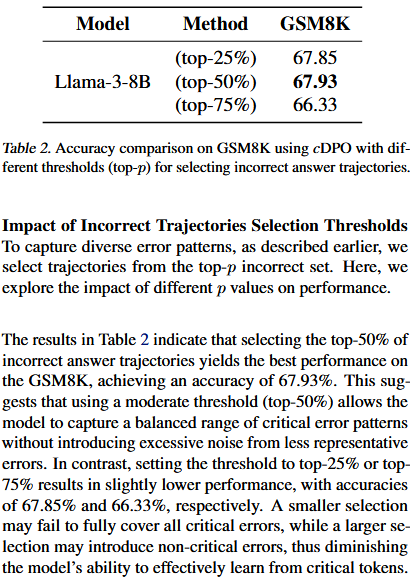 Model Method GSM8K
(top-25%) 67.85
Llama-3-8B (top-50%) 67.93
(top-75%) 66.33
Table 2. Accuracy comparison on GSM8K using cDPO with dif-
ferent thresholds (top-p) for selecting incorrect answer trajectories.
Impact of Incorrect Trajectories Selection Thresholds
To capture diverse error patterns, as described earlier, we
select trajectories from the top-p incorrect set. Here, we
explore the impact of different p values on performance.
The results in Table 2 indicate that selecting the top-50% of
incorrect answer trajectories yields the best performance on
the GSM8K, achieving an accuracy of 67.93%. This sug-
gests that using a moderate threshold (top-50%) allows the
model to capture a balanced range of critical error patterns
without introducing excessive noise from less representative
errors. In contrast, setting the threshold to top-25% or top-
75% results in slightly lower performance, with accuracies
of 67.85% and 66.33%, respectively. A smaller selection
may fail to fully cover all critical errors, while a larger se-
lection may introduce non-critical errors, thus diminishing
the model's ability to effectively learn from critical tokens.